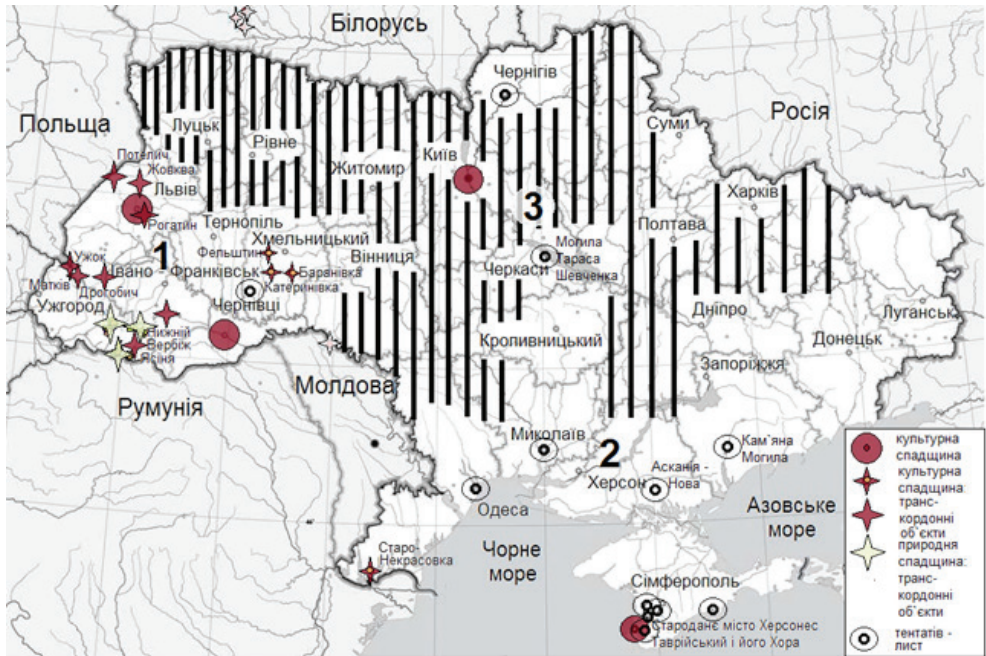 Білорусь
Польща
Росія
Чернігів
Луцьк
Рівне
Суми
Житомир
Київ
Потелич
Жовква
Львів
Рогатин
Харків
Тернопіль
3
Полтава
Хмельницький
Фельштин
Вінниця
Могила
Тараса
Шевченка
Черкаси
1
Ужок
Івано -
Франківськ
Баранівка
Катеринівка
Матків
Дрогобич
Ужгород
Чернівці
Дніпро
Луганськ
Нижній
Вербіж
Ясіня
Кропивницький
Донецьк
Запоріжжя
Молдова
Румунія
Миколаїв
2
Кам`яна
Могила
Херсон
Асканія -
Нова
Одеса
Азовське
море
Чорне
море
Старо-
Некрасовка
Сімферополь
Стародане місто Херсонес
Таврійський і його Хора
культурна
спадщина
культурна
спадщина:
транс-
кордонні
об`єкти
природня
спадщина:
транс-
кордонні
об`єкти
тентатів -
лист